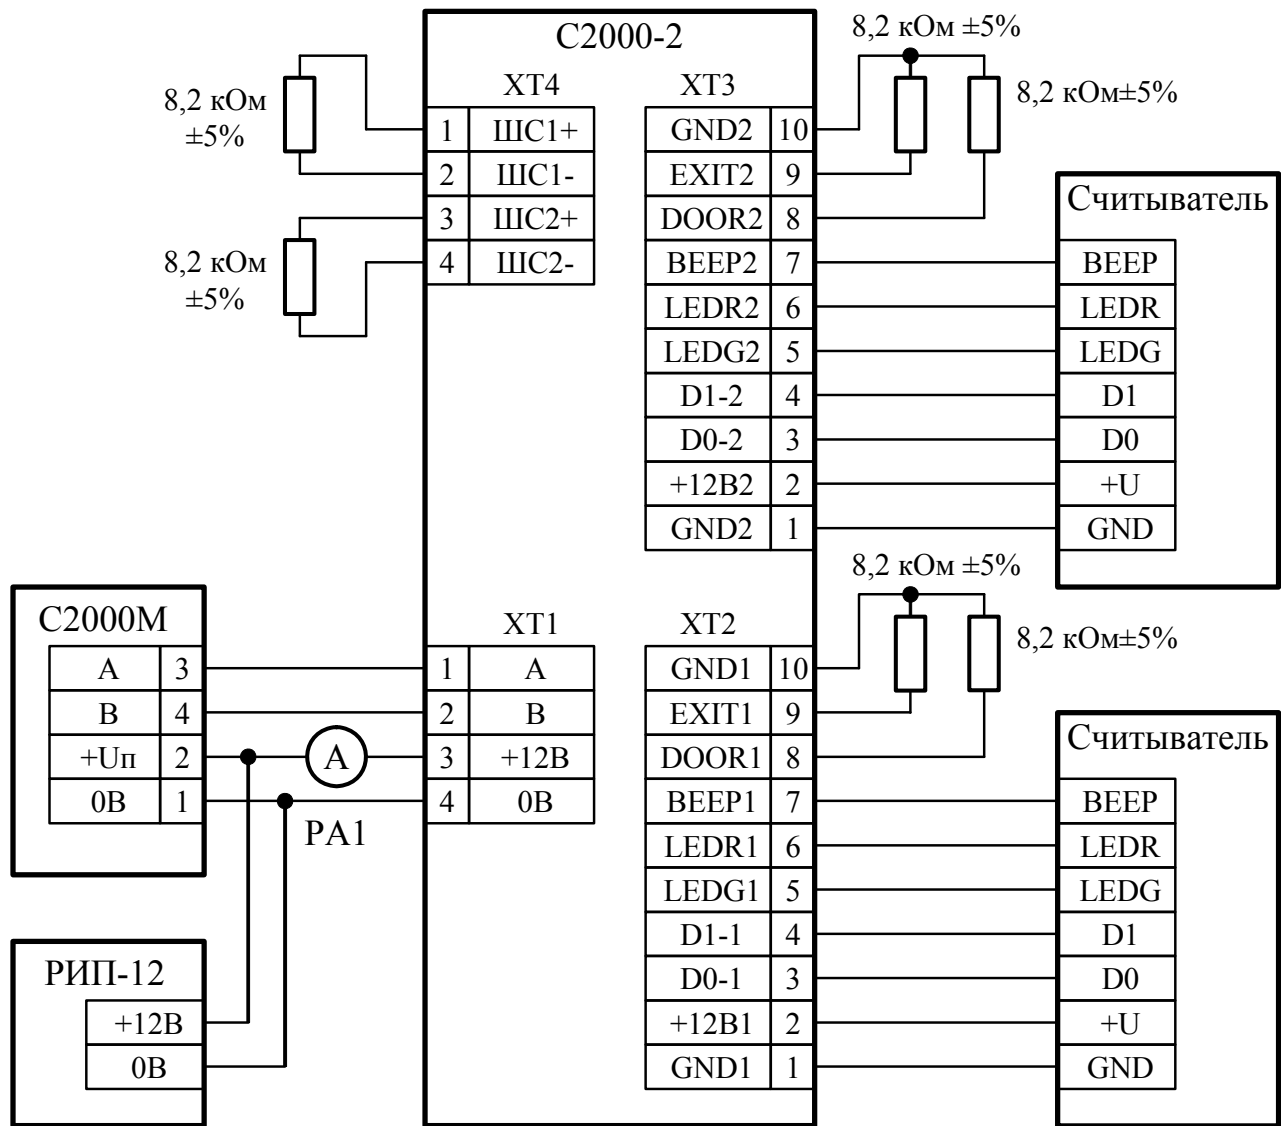 С2000-2
8,2 кОм ±5%
8,2 кОм±5%
8,2 кОм
±5%
8,2 кОм
±5%
ХТ4
1 ШС1+
2 ШС1-
3 ШС2+
4 ШС2-
ХТ3
GND2 10
EXIT2 9
DOOR2 8
BEEP2 7
LEDR2 6
LEDG2 5
D1-2 4
D0-2 3
+12В2 2
GND2 1
Считыватель
BEEP
LEDR
LEDG
D1
D0
+U
GND
С2000М
А 3
В 4
+Uп 2
0В 1
А
РА1
РИП-12
+12В
0В
ХТ1
1 А
2 В
3 +12В
4 0В
8,2 кОм ±5%
8,2 кОм±5%
ХТ2
GND1 10
EXIT1 9
DOOR1 8
BEEP1 7
LEDR1 6
LEDG1 5
D1-1 4
D0-1 3
+12В1 2
GND1 1
Считыватель
BEEP
LEDR
LEDG
D1
D0
+U
GND